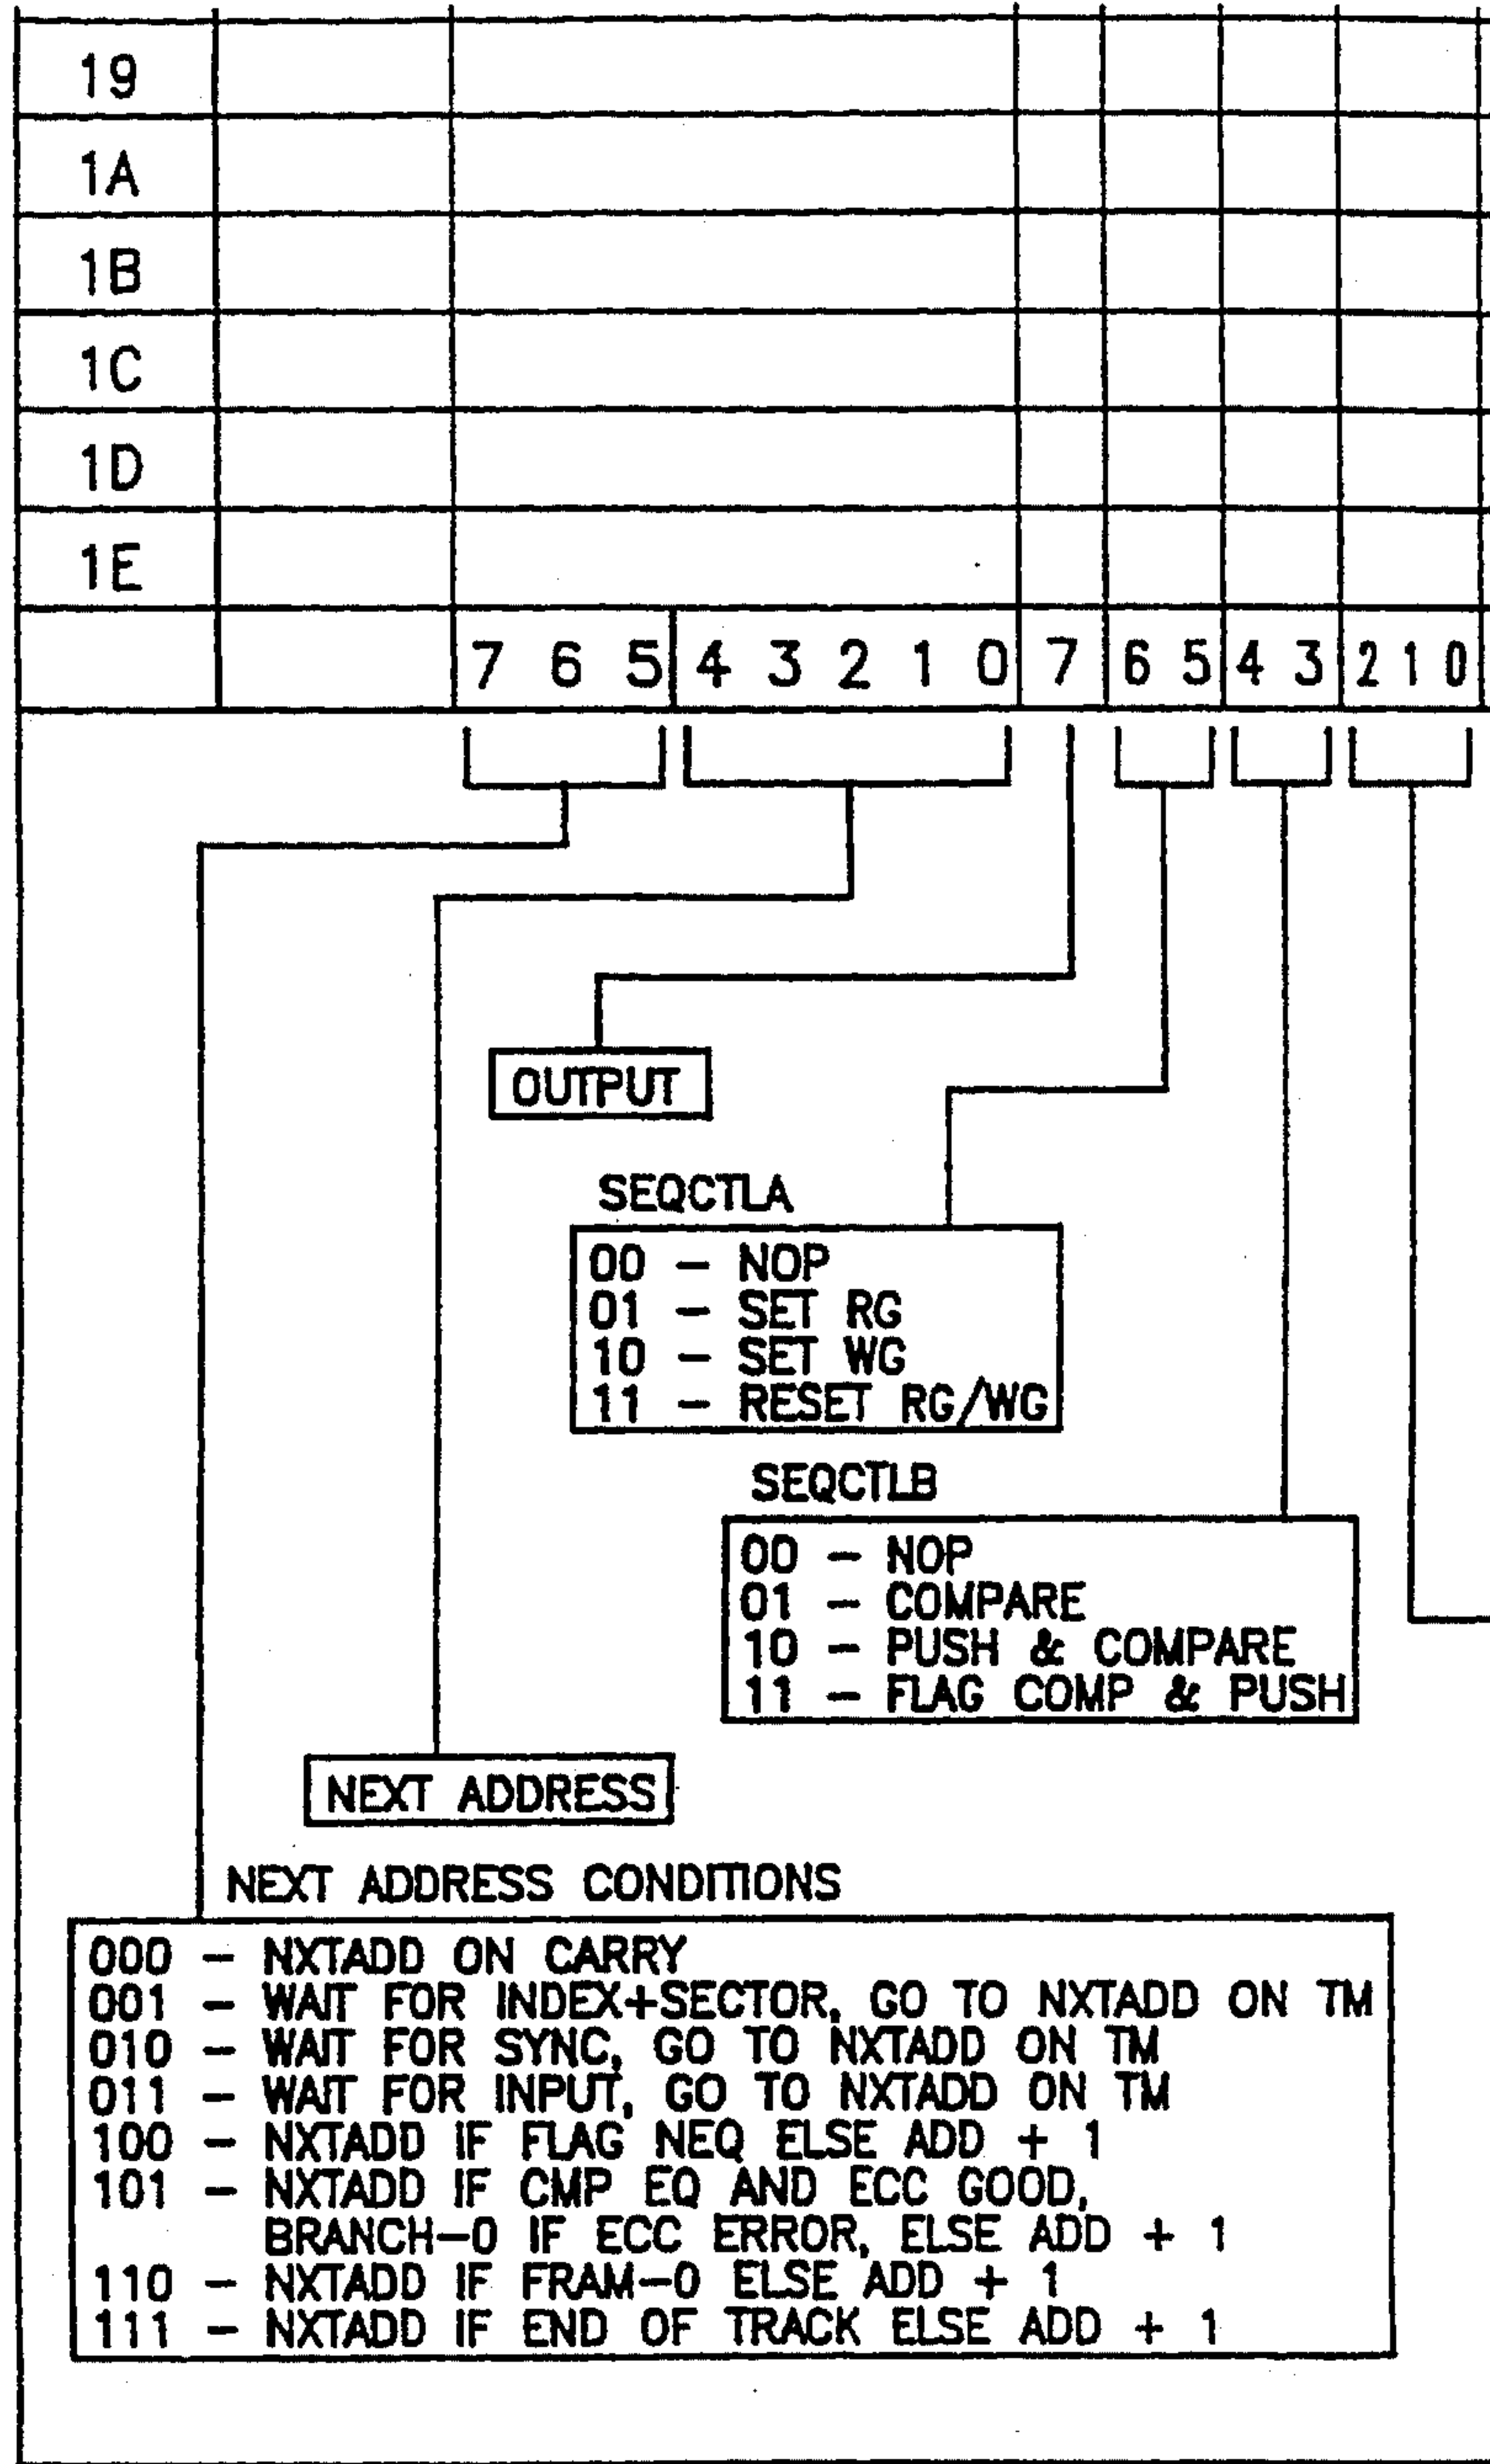 19
1A
1B
1C
1D
1E
7 6 5 4 3 2 1 0 7 6 5 4 3 2 1 0
OUTPUT
SEQCTLA
00 – NOP
01 – SET RG
10 – SET WG
11 – RESET RG/WG
SEQCTLB
00 – NOP
01 – COMPARE
10 – PUSH & COMPARE
11 – FLAG COMP & PUSH
NEXT ADDRESS
NEXT ADDRESS CONDITIONS
000 – NXTADD ON CARRY
001 – WAIT FOR INDEX+SECTOR, GO TO NXTADD ON TM
010 – WAIT FOR SYNC, GO TO NXTADD ON TM
011 – WAIT FOR INPUT, GO TO NXTADD ON TM
100 – NXTADD IF FLAG NEQ ELSE ADD + 1
101 – NXTADD IF CMP EQ AND ECC GOOD,
BRANCH–0 IF ECC ERROR, ELSE ADD + 1
110 – NXTADD IF FRAM–0 ELSE ADD + 1
111 – NXTADD IF END OF TRACK ELSE ADD + 1